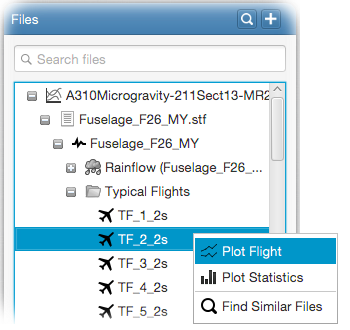 Files
Search files
A310Microgravity-211Sect13-MR2
Fuselage_F26_MY.stf
Fuselage_F26_MY
Rainflow (Fuselage_F26_...
Typical Flights
TF_1_2s
TF_2_2s
TF_3_2s
TF_4_2s
TF_5_2s
Plot Flight
Plot Statistics
Find Similar Files